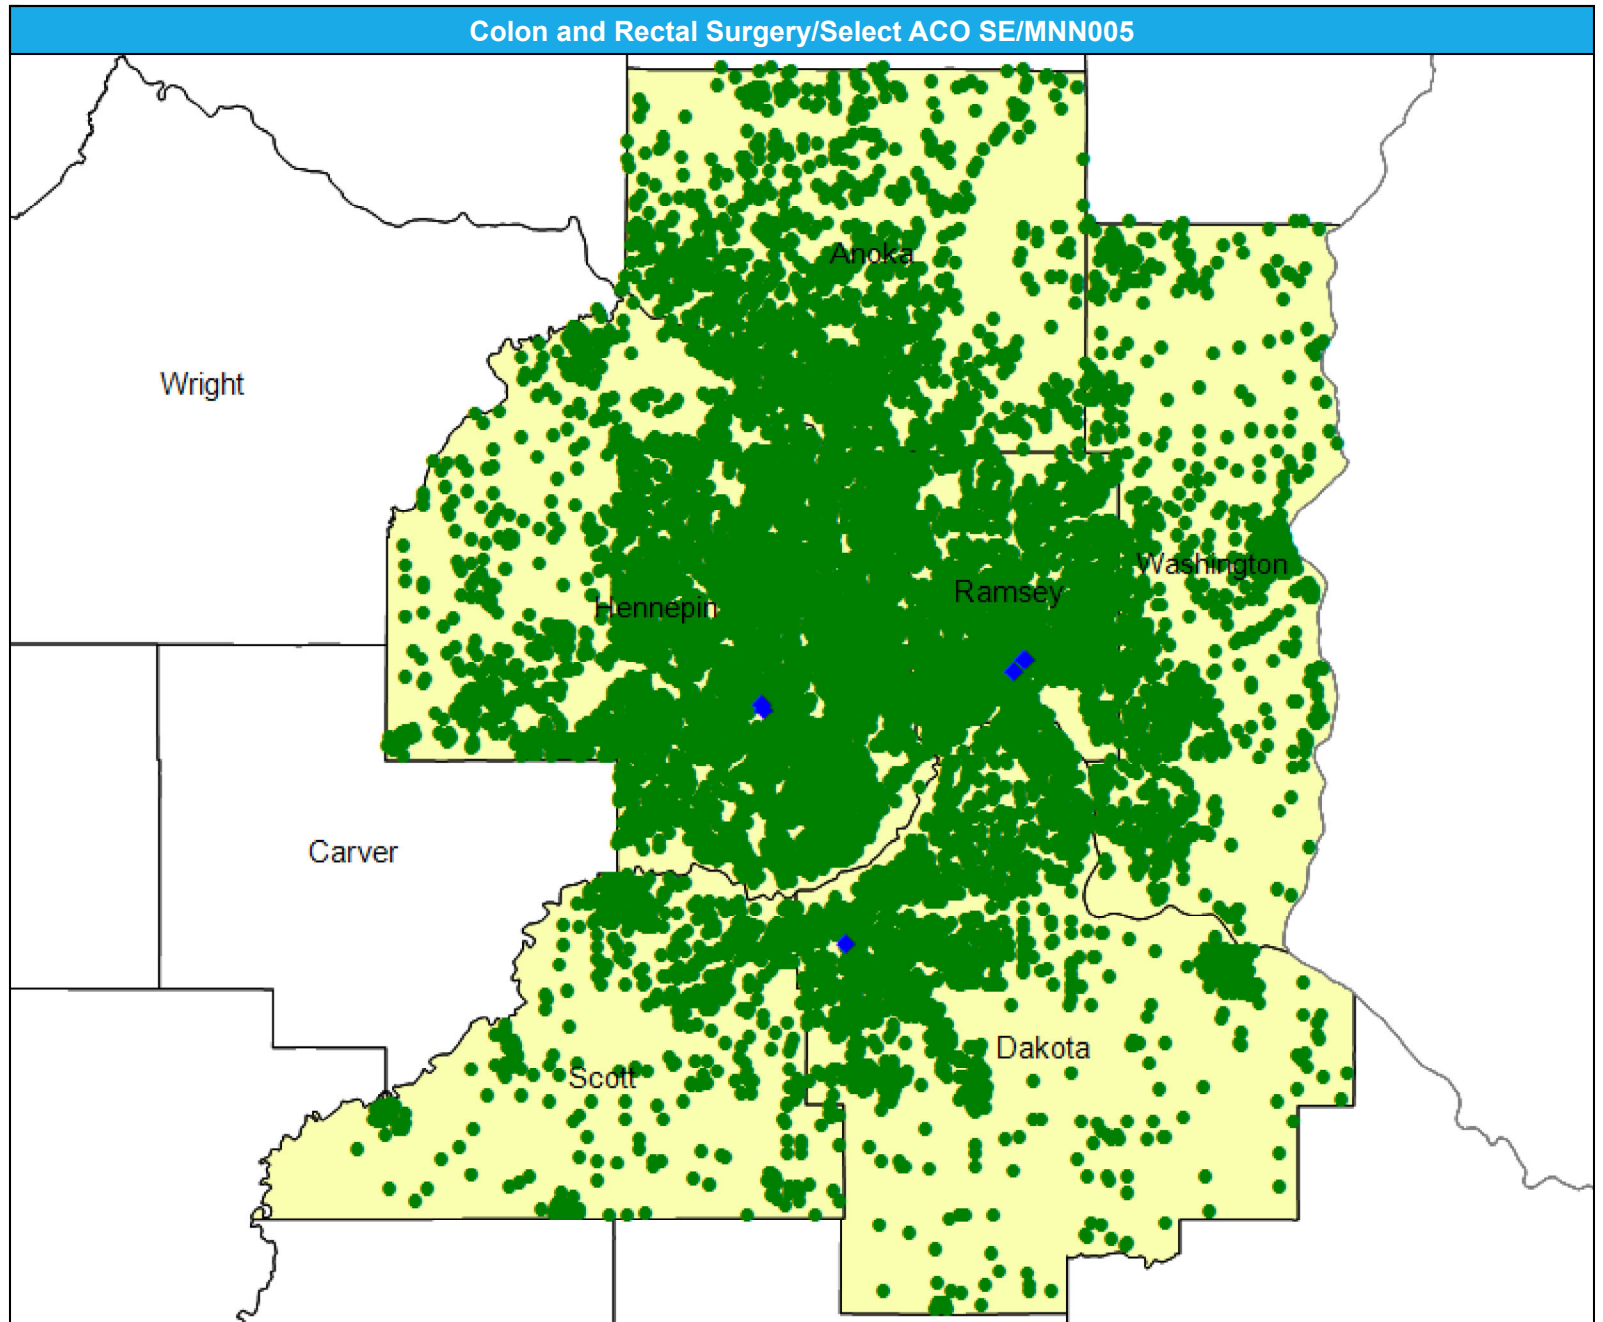 Colon and Rectal Surgery/Select ACO SE/MNN005
Anoka
Wright
Washington
Ramsey
Hennepin
Carver
Dakota
Scott